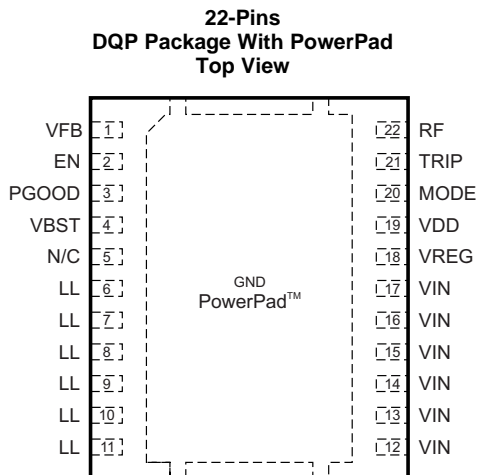 22-Pins
DQP Package With PowerPad
Top View
VFB 1 22 RF
EN 2 21 TRIP
PGOOD 3 20 MODE
VBST 4 19 VDD
N/C 5 18 VREG
LL 6 17 VIN
GND
PowerPad™
LL 7 16 VIN
LL 8 15 VIN
LL 9 14 VIN
LL 10 13 VIN
LL 11 12 VIN